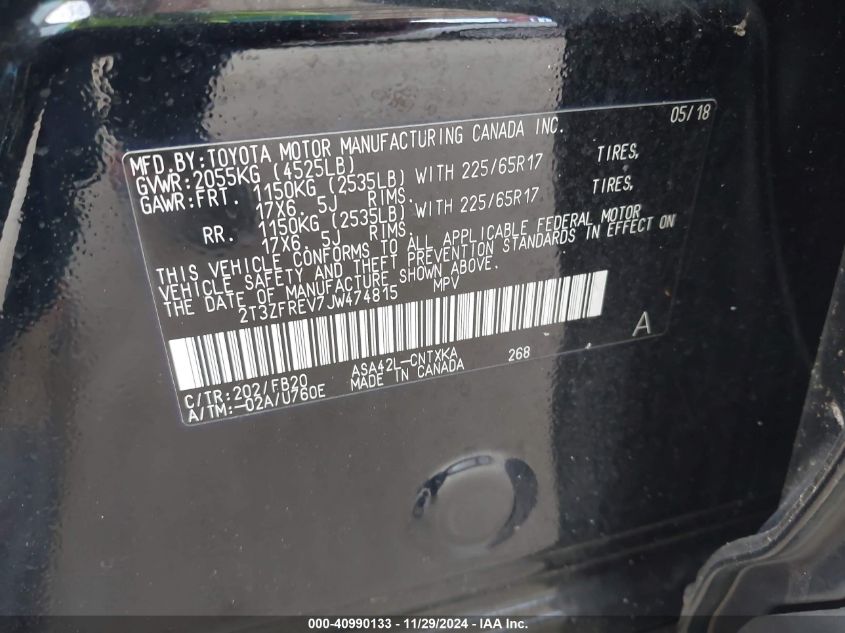 05/18
MFD.BY:TOYOTA MOTOR MANUFACTURING CANADA INC.
GVWR:2055KG (4525LB)
GAWR:FRT. 1150KG (2535LB) WITH 225/65R17 TIRES,
17X6.5J RIMS.
RR. 1150KG (2535LB) WITH 225/65R17 TIRES,
17X6.5J RIMS.
THIS VEHICLE CONFORMS TO ALL APPLICABLE FEDERAL MOTOR
VEHICLE SAFETY AND THEFT PREVENTION STANDARDS IN EFFECT ON
THE DATE OF MANUFACTURE SHOWN ABOVE.
2T3ZFREV7JW474815 MPV
A
C/TR:202/FB20 ASA42L-CNTXKA 268
A/TM:-02A/U760E MADE IN CANADA
000-40990133 - 11/29/2024 - IAA Inc.